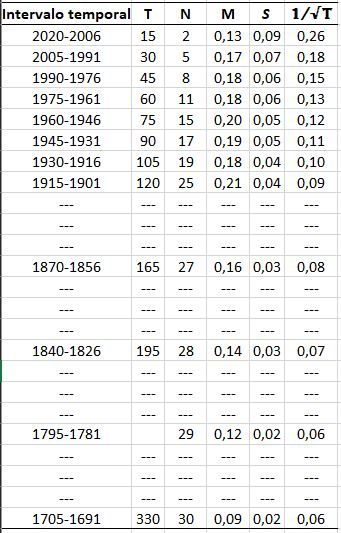 Intervalo temporal T N M S 1/√T
2020-2006 15 2 0,13 0,09 0,26
2005-1991 30 5 0,17 0,07 0,18
1990-1976 45 8 0,18 0,06 0,15
1975-1961 60 11 0,18 0,06 0,13
1960-1946 75 15 0,20 0,05 0,12
1945-1931 90 17 0,19 0,05 0,11
1930-1916 105 19 0,18 0,04 0,10
1915-1901 120 25 0,21 0,04 0,09
--- --- --- --- --- ---
--- --- --- --- --- ---
--- --- --- --- --- ---
1870-1856 165 27 0,16 0,03 0,08
--- --- --- --- --- ---
--- --- --- --- --- ---
--- --- --- --- --- ---
1840-1826 195 28 0,14 0,03 0,07
--- --- --- --- --- ---
--- --- --- --- --- ---
--- --- --- --- --- ---
1795-1781 29 0,12 0,02 0,06
--- --- --- --- --- ---
--- --- --- --- --- ---
--- --- --- --- --- ---
1705-1691 330 30 0,09 0,02 0,06